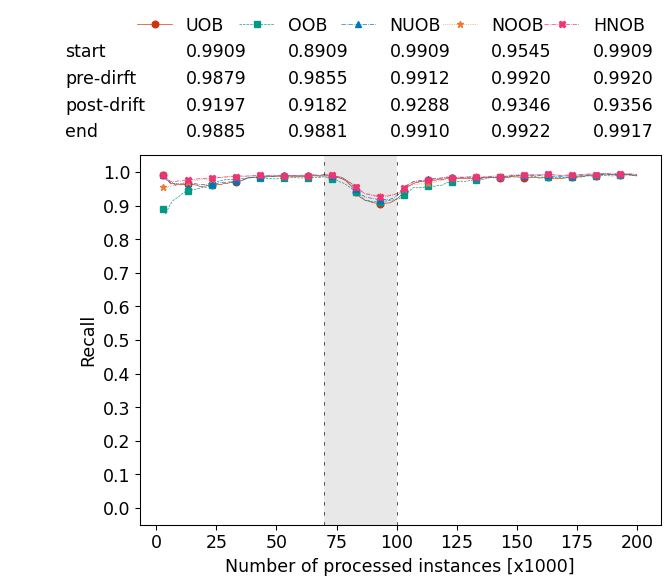 UOB OOB NUOB NOOB HNOB
start 0.9909 0.8909 0.9909 0.9545 0.9909
pre-dirft 0.9879 0.9855 0.9912 0.9920 0.9920
post-drift 0.9197 0.9182 0.9288 0.9346 0.9356
end 0.9885 0.9881 0.9910 0.9922 0.9917
1.0
0.9
0.8
0.7
0.6
0.5
0.4
0.3
0.2
0.1
0.0
Recall
0 25 50 75 100 125 150 175 200
Number of processed instances [x1000]